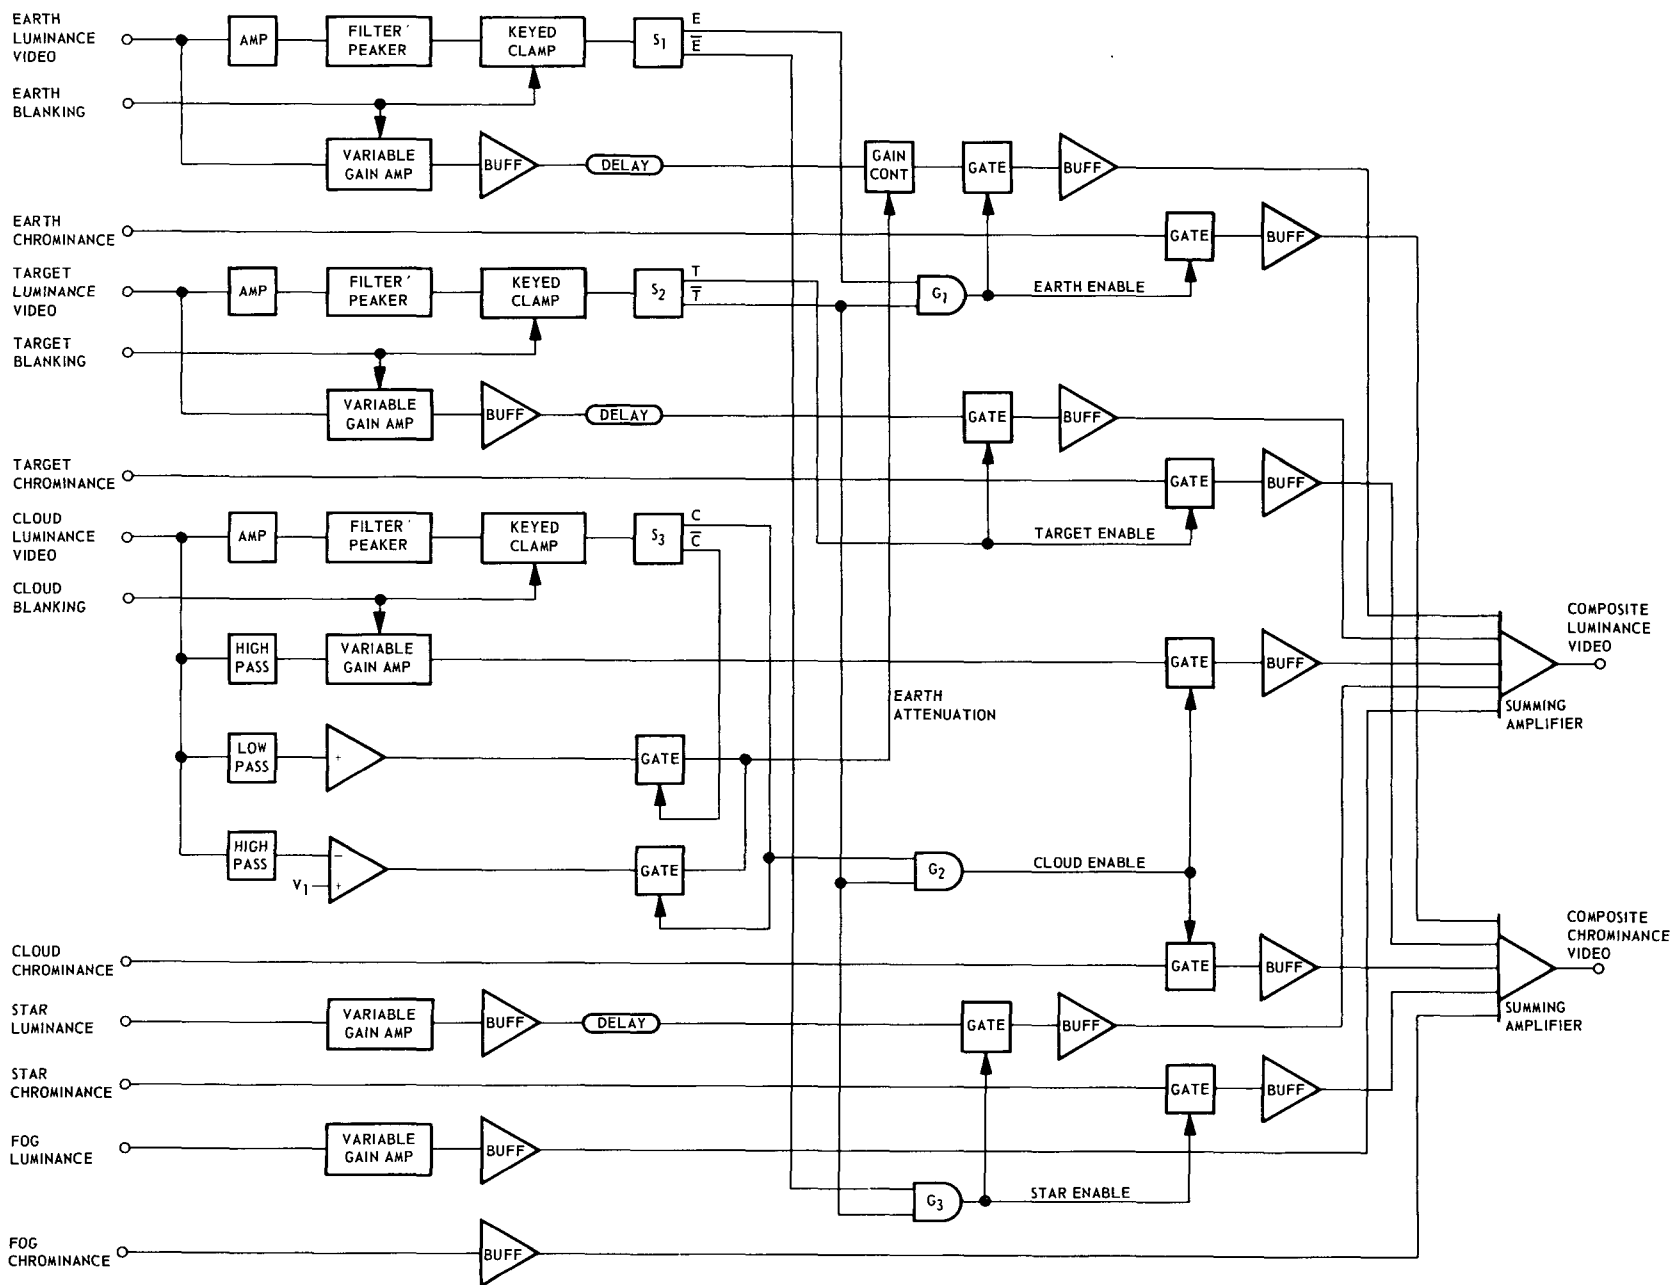 EARTH
LUMINANCE
VIDEO
AMP
FILTER'
PEAKER
KEYED
CLAMP
S1
E
E̅
EARTH
BLANKING
VARIABLE
GAIN AMP
BUFF
DELAY
GAIN
CONT
GATE
BUFF
EARTH
CHROMINANCE
GATE
BUFF
TARGET
LUMINANCE
VIDEO
AMP
FILTER'
PEAKER
KEYED
CLAMP
S2
T
T̅
G1
EARTH ENABLE
TARGET
BLANKING
VARIABLE
GAIN AMP
BUFF
DELAY
GATE
BUFF
TARGET
CHROMINANCE
GATE
BUFF
CLOUD
LUMINANCE
VIDEO
AMP
FILTER'
PEAKER
KEYED
CLAMP
S3
C
C̅
TARGET ENABLE
CLOUD
BLANKING
HIGH
PASS
VARIABLE
GAIN AMP
GATE
BUFF
COMPOSITE
LUMINANCE
VIDEO
SUMMING
AMPLIFIER
EARTH
ATTENUATION
LOW
PASS
+
GATE
HIGH
PASS
−
V1
+
GATE
G2
CLOUD ENABLE
COMPOSITE
CHROMINANCE
VIDEO
SUMMING
AMPLIFIER
CLOUD
CHROMINANCE
GATE
BUFF
STAR
LUMINANCE
VARIABLE
GAIN AMP
BUFF
DELAY
GATE
BUFF
STAR
CHROMINANCE
GATE
BUFF
FOG
LUMINANCE
VARIABLE
GAIN AMP
BUFF
G3
STAR ENABLE
FOG
CHROMINANCE
BUFF